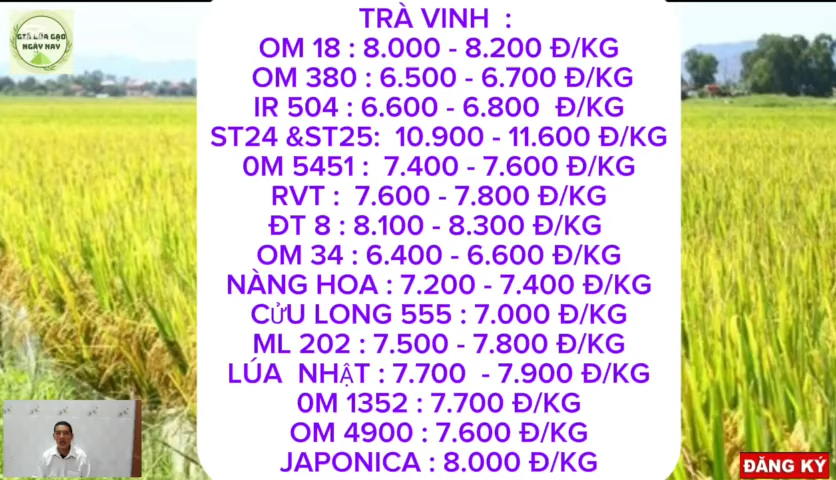 GIÁ LÚA GẠO
NGÀY NAY
TRÀ VINH :
OM 18 : 8.000 - 8.200 Đ/KG
OM 380 : 6.500 - 6.700 Đ/KG
IR 504 : 6.600 - 6.800 Đ/KG
ST24 &ST25: 10.900 - 11.600 Đ/KG
0M 5451 : 7.400 - 7.600 Đ/KG
RVT : 7.600 - 7.800 Đ/KG
ĐT 8 : 8.100 - 8.300 Đ/KG
OM 34 : 6.400 - 6.600 Đ/KG
NÀNG HOA : 7.200 - 7.400 Đ/KG
CỬU LONG 555 : 7.000 Đ/KG
ML 202 : 7.500 - 7.800 Đ/KG
LÚA NHẬT : 7.700 - 7.900 Đ/KG
0M 1352 : 7.700 Đ/KG
OM 4900 : 7.600 Đ/KG
JAPONICA : 8.000 Đ/KG
ĐĂNG KÝ